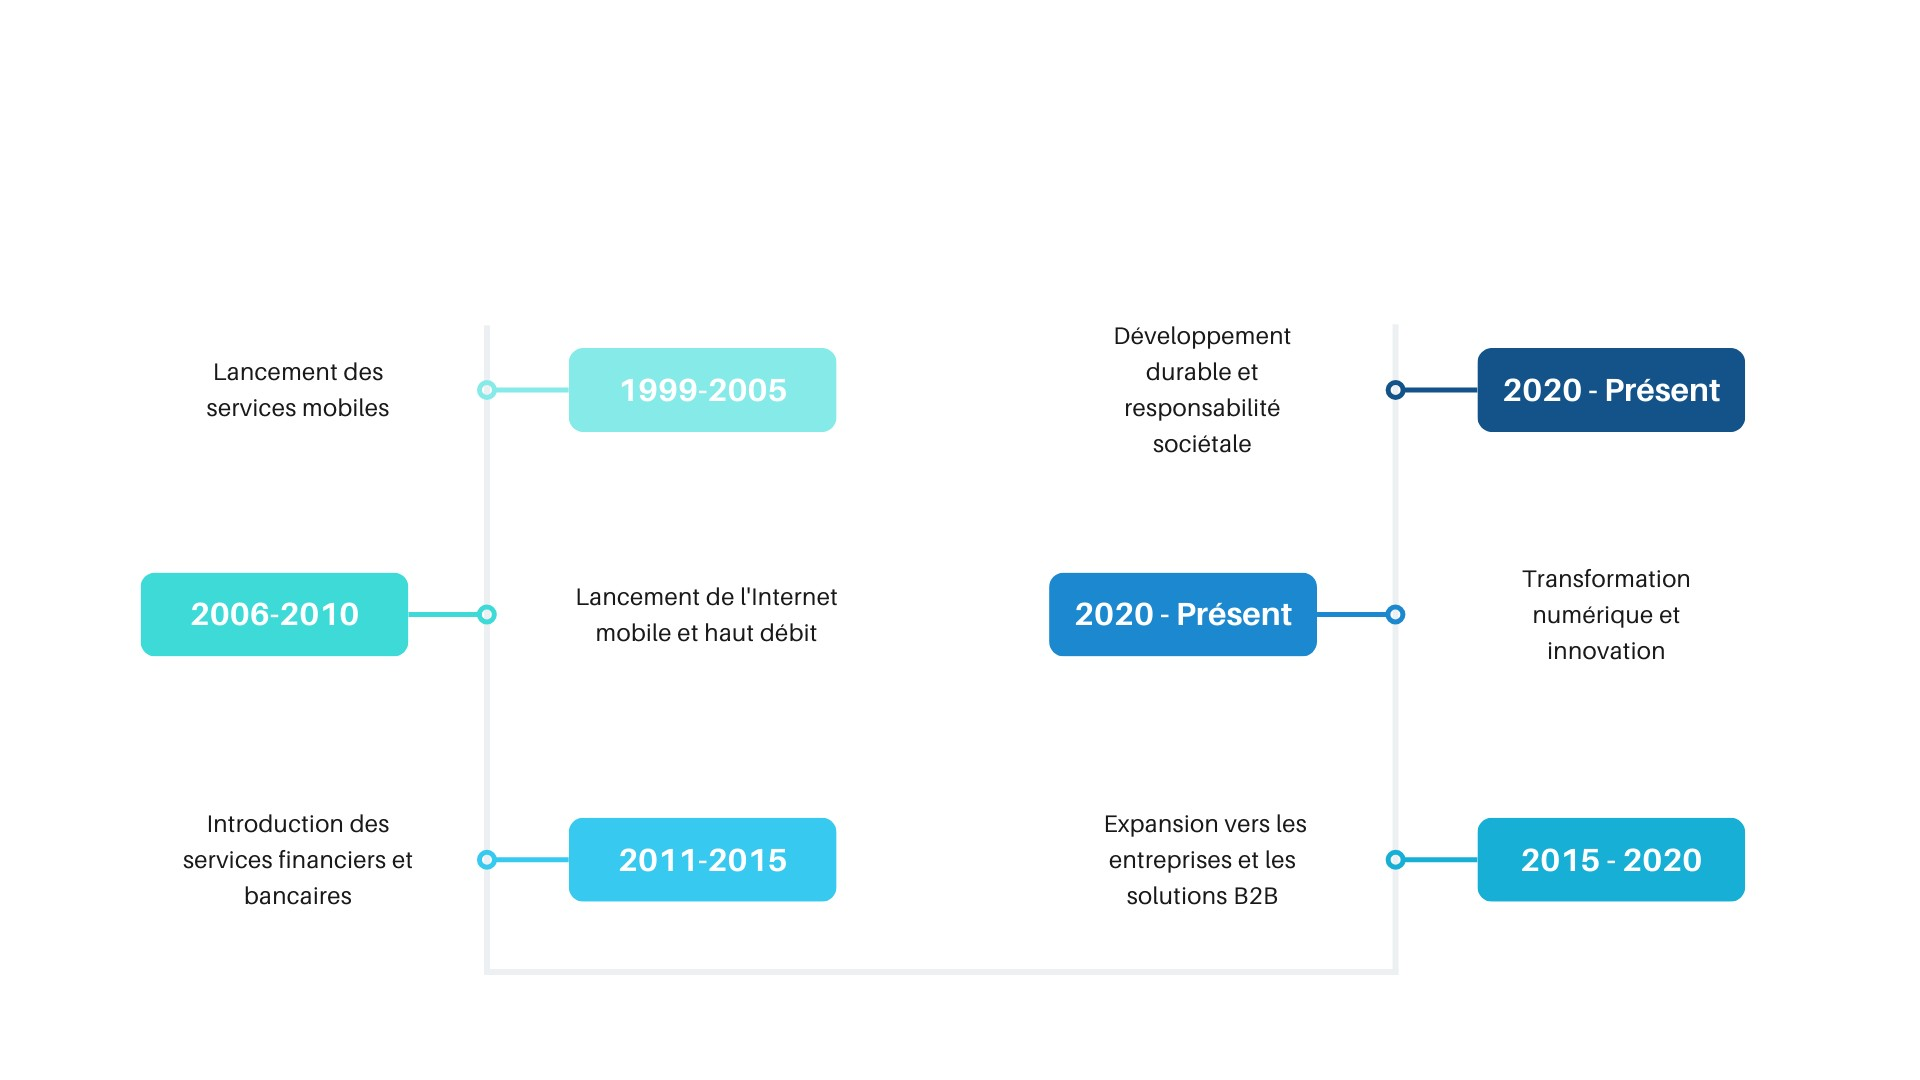 Lancement des
services mobiles
1999-2005
2006-2010
Lancement de l'Internet
mobile et haut débit
Introduction des
services financiers et
bancaires
2011-2015
Expansion vers les
entreprises et les
solutions B2B
2015 - 2020
2020 - Présent
Transformation
numérique et
innovation
Développement
durable et
responsabilité
sociétale
2020 - Présent